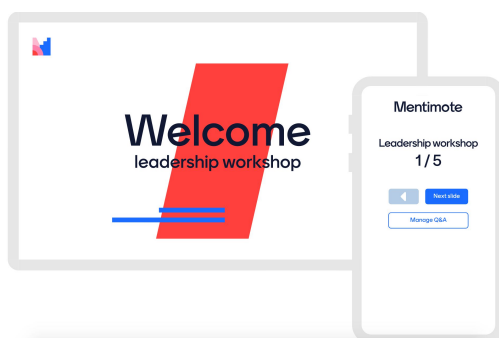 Welcome
leadership workshop
Mentimote
Leadership workshop
1 / 5
Next slide
Manage Q&A